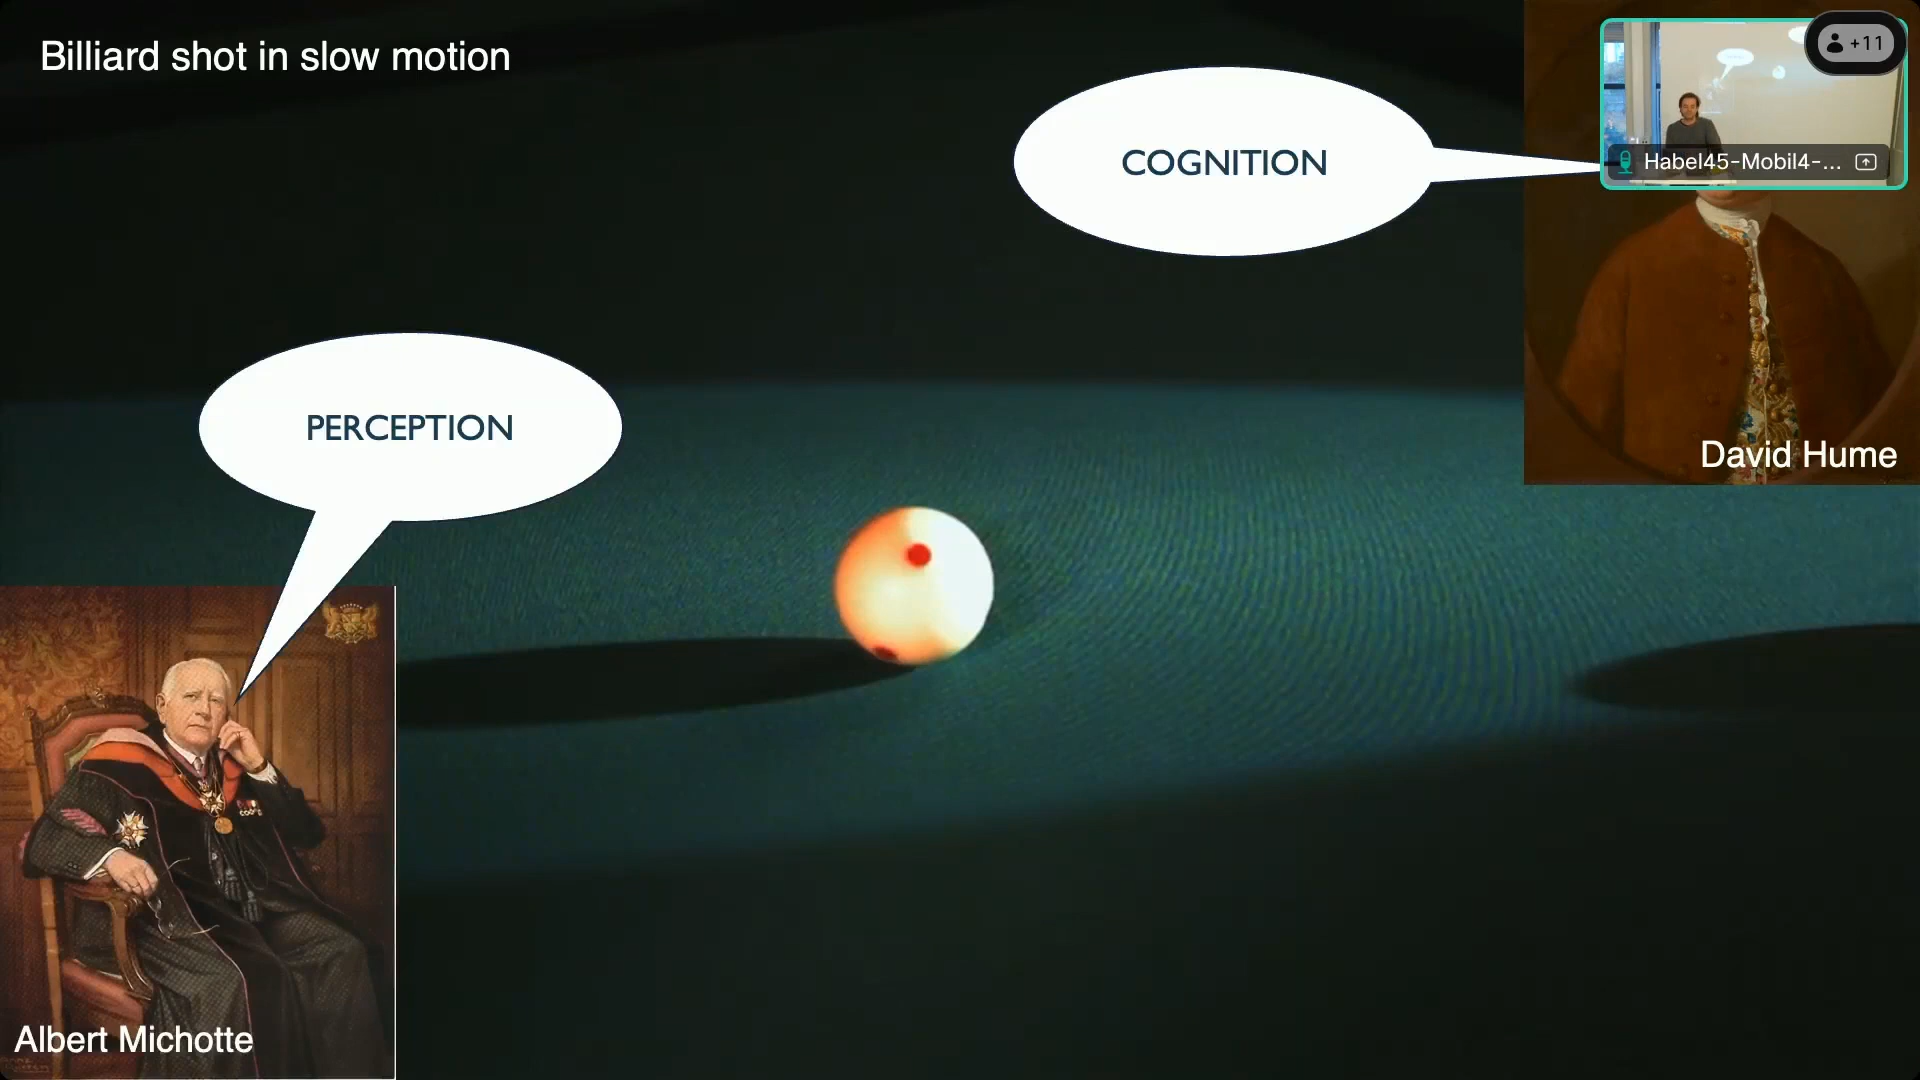 Billiard shot in slow motion
+11
COGNITION
Habel45-Mobil4-...
David Hume
PERCEPTION
Albert Michotte